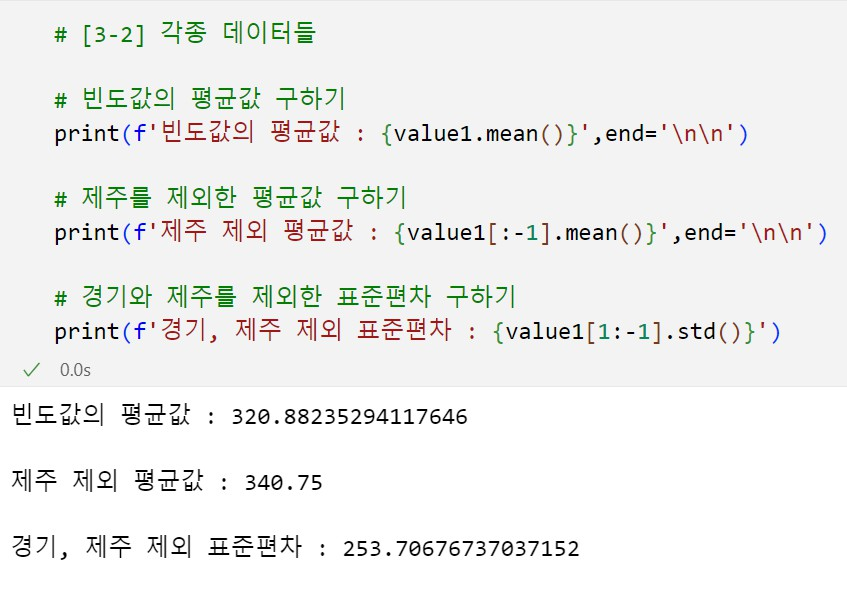 # [3-2] 각종 데이터들
# 빈도값의 평균값 구하기
print(f'빈도값의 평균값 : {value1.mean()}',end='\n\n')
# 제주를 제외한 평균값 구하기
print(f'제주 제외 평균값 : {value1[:-1].mean()}',end='\n\n')
# 경기와 제주를 제외한 표준편차 구하기
print(f'경기, 제주 제외 표준편차 : {value1[1:-1].std()}')
0.0s
빈도값의 평균값 : 320.88235294117646
제주 제외 평균값 : 340.75
경기, 제주 제외 표준편차 : 253.70676737037152